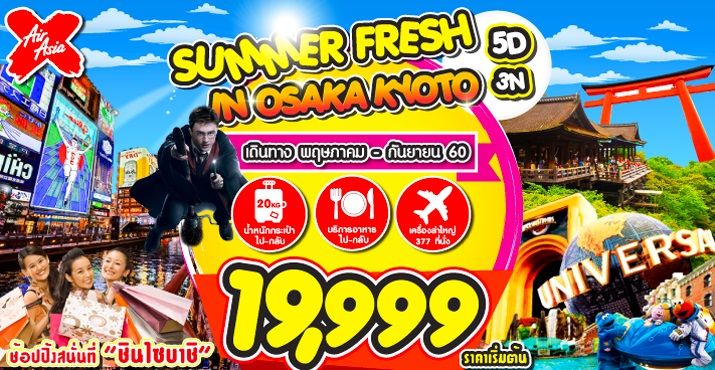 Air
Asia
SUMMER FRESH
IN OSAKA KYOTO
5D
3N
เดินทาง พฤษภาคม - กันยายน 60
20KG
น้ำหนักกระเป๋า
ไป-กลับ
บริการอาหาร
ไป-กลับ
เครื่องลำใหญ่
377 ที่นั่ง
19,999
ราคาเริ่มต้น
ช้อปปิ้งสนั่นที่ "ชินไซบาชิ"
UNIVERSA